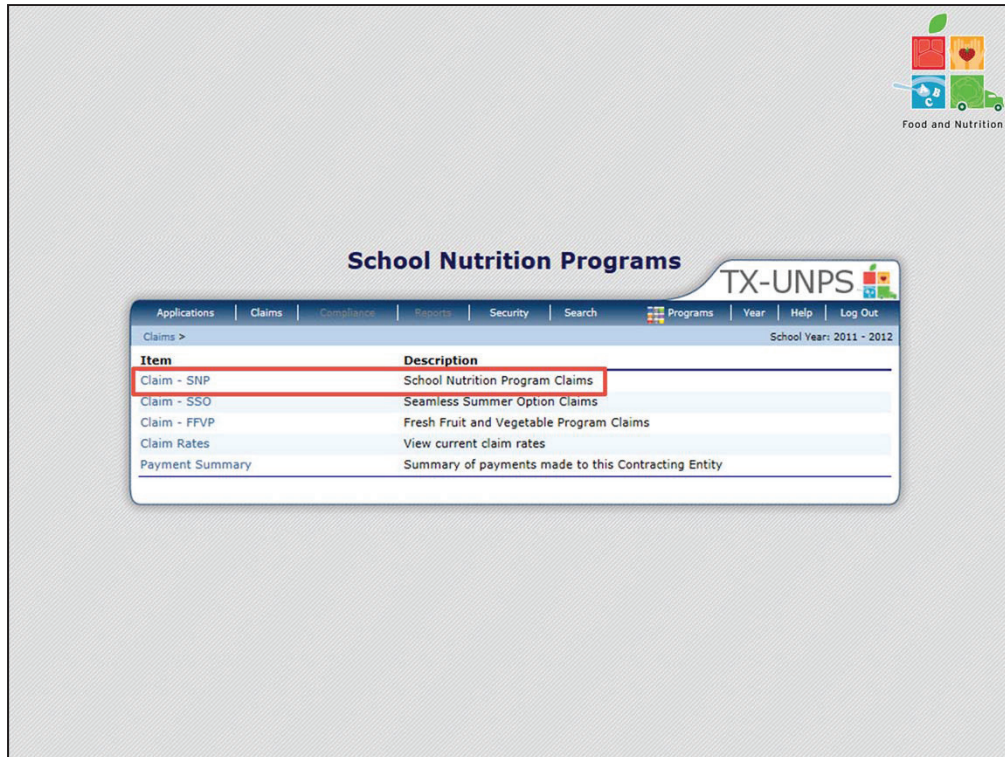 Food and Nutrition
School Nutrition Programs
TX-UNPS
Applications | Claims | Compliance | Reports | Security | Search Programs | Year | Help | Log Out
Claims > School Year: 2011 - 2012
Item Description
Claim - SNP School Nutrition Program Claims
Claim - SSO Seamless Summer Option Claims
Claim - FFVP Fresh Fruit and Vegetable Program Claims
Claim Rates View current claim rates
Payment Summary Summary of payments made to this Contracting Entity